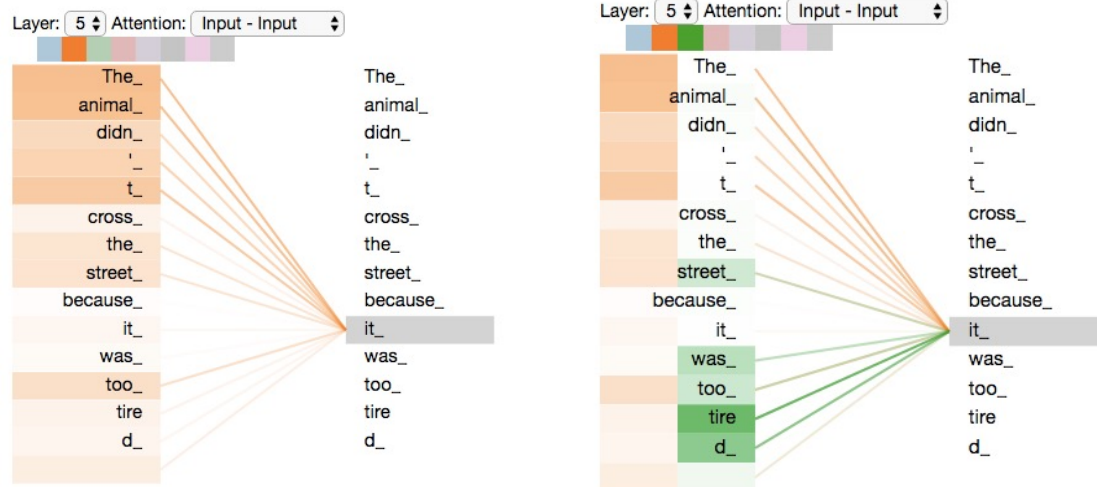 Layer: 5 Attention: Input - Input
The_ The_
animal_ animal_
didn_ didn_
'_ '_
t_ t_
cross_ cross_
the_ the_
street_ street_
because_ because_
it_ it_
was_ was_
too_ too_
tire tire
d_ d_
Layer: 5 Attention: Input - Input
The_ The_
animal_ animal_
didn_ didn_
'_ '_
t_ t_
cross_ cross_
the_ the_
street_ street_
because_ because_
it_ it_
was_ was_
too_ too_
tire tire
d_ d_